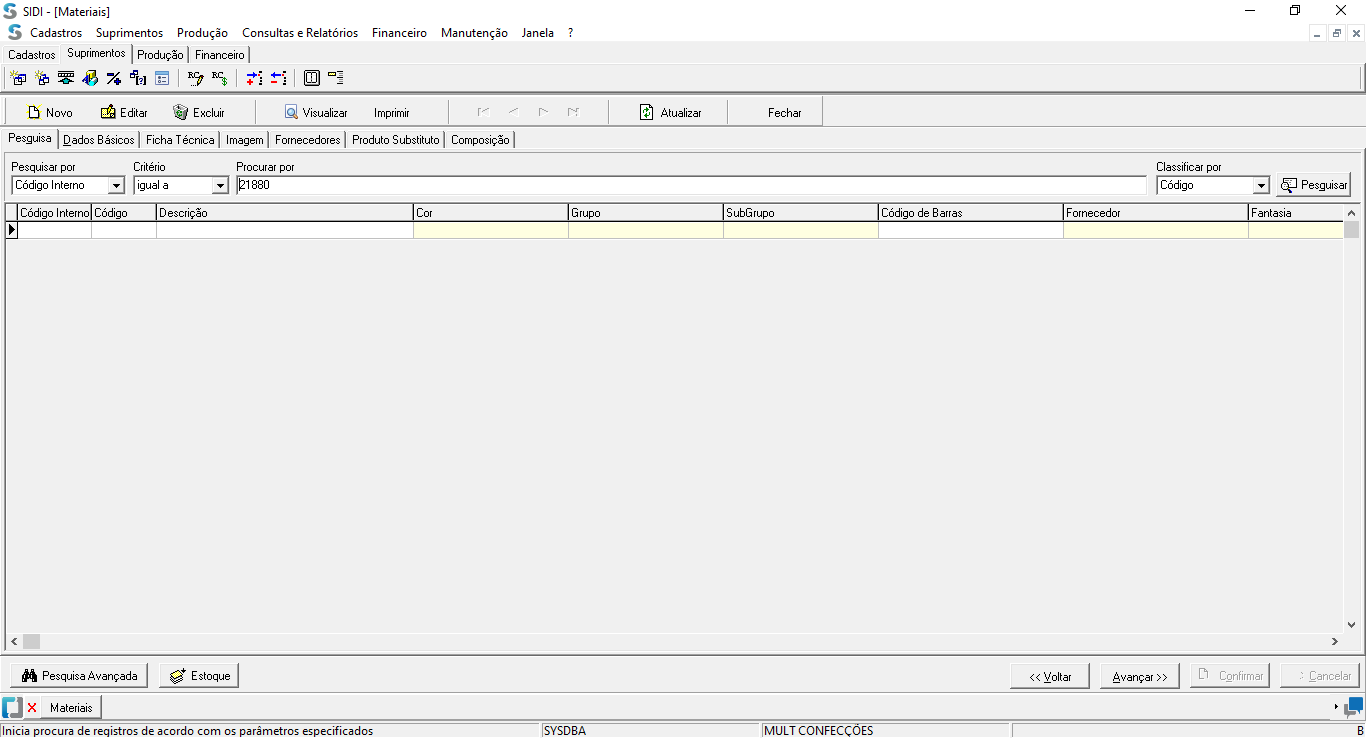 SIDI - [Materiais]
Cadastros Suprimentos Produção Consultas e Relatórios Financeiro Manutenção Janela ?
Cadastros Suprimentos Produção Financeiro
Novo Editar Excluir Visualizar Imprimir Atualizar Fechar
Pesquisa Dados Básicos Ficha Técnica Imagem Fornecedores Produto Substituto Composição
Pesquisar por Critério Procurar por Classificar por
Código Interno igual a 21880 Código Pesquisar
Código Interno Código Descrição Cor Grupo SubGrupo Código de Barras Fornecedor Fantasia
Pesquisa Avançada Estoque << Voltar Avançar >> Confirmar Cancelar
Materiais
Inicia procura de registros de acordo com os parâmetros especificados SYSDBA MULT CONFECÇÕES B